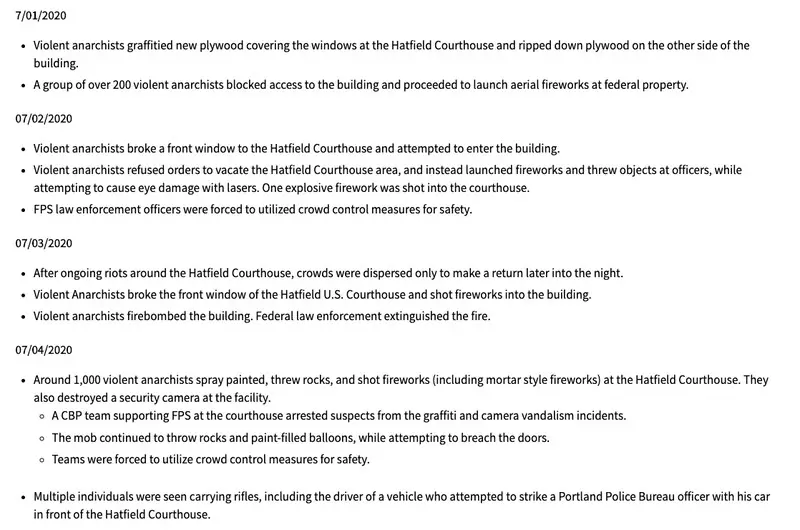 7/01/2020
• Violent anarchists graffitied new plywood covering the windows at the Hatfield Courthouse and ripped down plywood on the other side of the
building.
• A group of over 200 violent anarchists blocked access to the building and proceeded to launch aerial fireworks at federal property.
07/02/2020
• Violent anarchists broke a front window to the Hatfield Courthouse and attempted to enter the building.
• Violent anarchists refused orders to vacate the Hatfield Courthouse area, and instead launched fireworks and threw objects at officers, while
attempting to cause eye damage with lasers. One explosive firework was shot into the courthouse.
• FPS law enforcement officers were forced to utilized crowd control measures for safety.
07/03/2020
• After ongoing riots around the Hatfield Courthouse, crowds were dispersed only to make a return later into the night.
• Violent Anarchists broke the front window of the Hatfield U.S. Courthouse and shot fireworks into the building.
• Violent anarchists firebombed the building. Federal law enforcement extinguished the fire.
07/04/2020
• Around 1,000 violent anarchists spray painted, threw rocks, and shot fireworks (including mortar style fireworks) at the Hatfield Courthouse. They
also destroyed a security camera at the facility.
◦ A CBP team supporting FPS at the courthouse arrested suspects from the graffiti and camera vandalism incidents.
◦ The mob continued to throw rocks and paint-filled balloons, while attempting to breach the doors.
◦ Teams were forced to utilize crowd control measures for safety.
• Multiple individuals were seen carrying rifles, including the driver of a vehicle who attempted to strike a Portland Police Bureau officer with his car
in front of the Hatfield Courthouse.